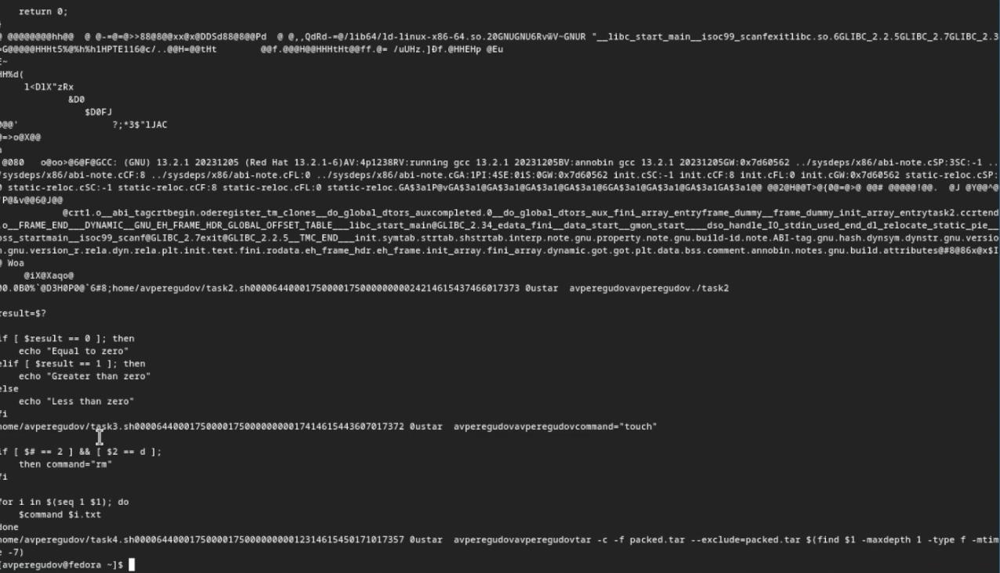 return 0;
}
@ @@@@@@@@hh@@  @ @-=@=@>>88@8@@xx@x@DDSd88@8@@Pd  @ @,,QdRd-=@/lib64/ld-linux-x86-64.so.20GNUGNU6RvŵV~GNUR "__libc_start_main__isoc99_scanfexitlibc.so.6GLIBC_2.2.5GLIBC_2.7GLIBC_2.3
=G@@@@@HHHt5%@%h%h1HPTE116@c/..@@H=@@tHt        @@f.@@@H@@HHHtHt@@ff.@= /uUHz.]Ðf.@HHEHp @Eu
E~
HH%d(
l<DlX"zRx
&D0
$D0FJ
0@@'                 ?;*3$"lJAC
@=>o@X@@
a
@080   o@oo>@6@F@GCC: (GNU) 13.2.1 20231205 (Red Hat 13.2.1-6)AV:4p1238RV:running gcc 13.2.1 20231205BV:annobin gcc 13.2.1 20231205GW:0x7d60562 ../sysdeps/x86/abi-note.cSP:3SC:-1 ..
/sysdeps/x86/abi-note.cCF:8 ../sysdeps/x86/abi-note.cFL:0 ../sysdeps/x86/abi-note.cGA:1PI:4SE:0iS:0GW:0x7d60562 init.cSC:-1 init.cCF:8 init.cFL:0 init.cGW:0x7d60562 static-reloc.cSP:
0 static-reloc.cSC:-1 static-reloc.cCF:8 static-reloc.cFL:0 static-reloc.GA$3a1P@vGA$3a1@GA$3a1@GA$3a1@GA$3a1@6GA$3a1@GA$3a1@GA$3a1GA$3a1@@ @@2@H@@T>@{0@=@>@ @@# @@@@@!@@.  @J @Y@@^@
'P@&v@@6@J@@
@crt1.o__abi_tagcrtbegin.oderegister_tm_clones__do_global_dtors_auxcompleted.0__do_global_dtors_aux_fini_array_entryframe_dummy__frame_dummy_init_array_entrytask2.ccrtend
.o__FRAME_END___DYNAMIC__GNU_EH_FRAME_HDR_GLOBAL_OFFSET_TABLE___libc_start_main@GLIBC_2.34_edata_fini__data_start__gmon_start____dso_handle_IO_stdin_used_end_dl_relocate_static_pie__
bss_startmain__isoc99_scanf@GLIBC_2.7exit@GLIBC_2.2.5__TMC_END___init.symtab.strtab.shstrtab.interp.note.gnu.property.note.gnu.build-id.note.ABI-tag.gnu.hash.dynsym.dynstr.gnu.versio
n.gnu.version_r.rela.dyn.rela.plt.init.text.fini.rodata.eh_frame_hdr.eh_frame.init_array.fini_array.dynamic.got.got.plt.data.bss.comment.annobin.notes.gnu.build.attributes@#8@86x@x$I
@ Woa
@iX@Xaqo@
00.0B0%`@D3H0P0@`6#8;home/avperegudov/task2.sh0000644000175000017500000000024214615437466017373 0ustar  avperegudovavperegudov./task2

result=$?

if [ $result == 0 ]; then
    echo "Equal to zero"
elif [ $result == 1 ]; then
    echo "Greater than zero"
else
    echo "Less than zero"
fi
home/avperegudov/task3.sh0000644000175000017500000000017414615443607017372 0ustar  avperegudovavperegudovcommand="touch"

if [ $# == 2 ] && [ $2 == d ];
    then command="rm"
fi

for i in $(seq 1 $1); do
    $command $i.txt
done
home/avperegudov/task4.sh0000644000175000017500000000012314615450171017357 0ustar  avperegudovavperegudovtar -c -f packed.tar --exclude=packed.tar $(find $1 -maxdepth 1 -type f -mtim
e -7)
[avperegudov@fedora ~]$